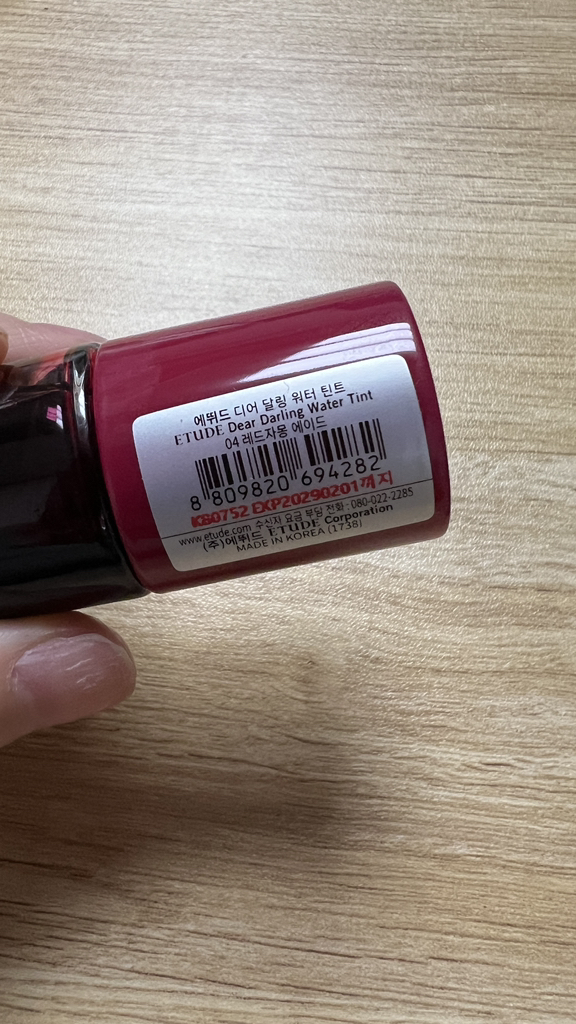 에뛰드 디어 달링 워터 틴트
ETUDE Dear Darling Water Tint
04 레드자몽 에이드
8 809820 694282
KB0752 EXP20290201까지
www.etude.com 수신자 요금 부담 전화 : 080-022-2285
(주)에뛰드 ETUDE Corporation
MADE IN KOREA (1738)